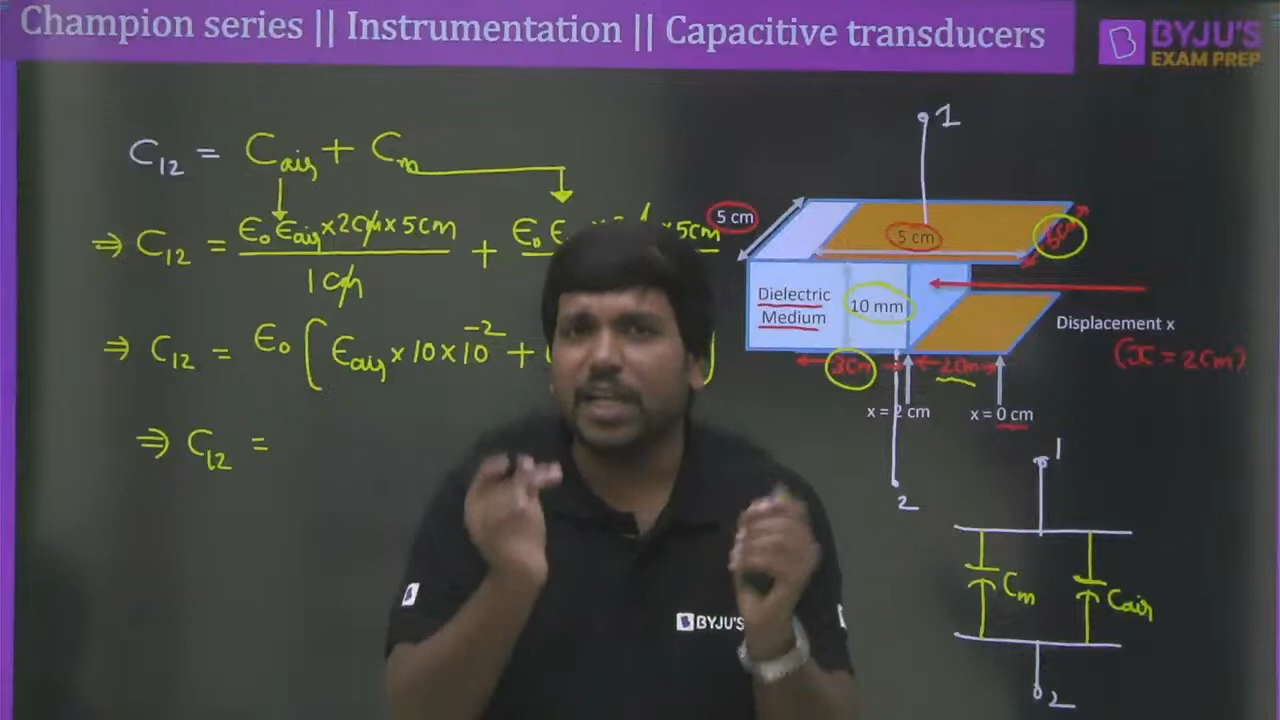 Champion series || Instrumentation || Capacitive transducers
BYJU'S
EXAM PREP
C12 = Cair + Cm
⇒ C12 = ϵ0 ϵair × 2cm × 5cm / 1cm + ϵ0 ϵ × 5cm
⇒ C12 = ϵ0 ( ϵair × 10 × 10^-2 + ( )
⇒ C12 =
1
5 cm
5 cm
5cm
Dielectric
Medium
10 mm
Displacement x
(x = 2cm)
3cm
2cm
x = 2 cm
x = 0 cm
2
1
Cm
Cair
2
BYJU'S